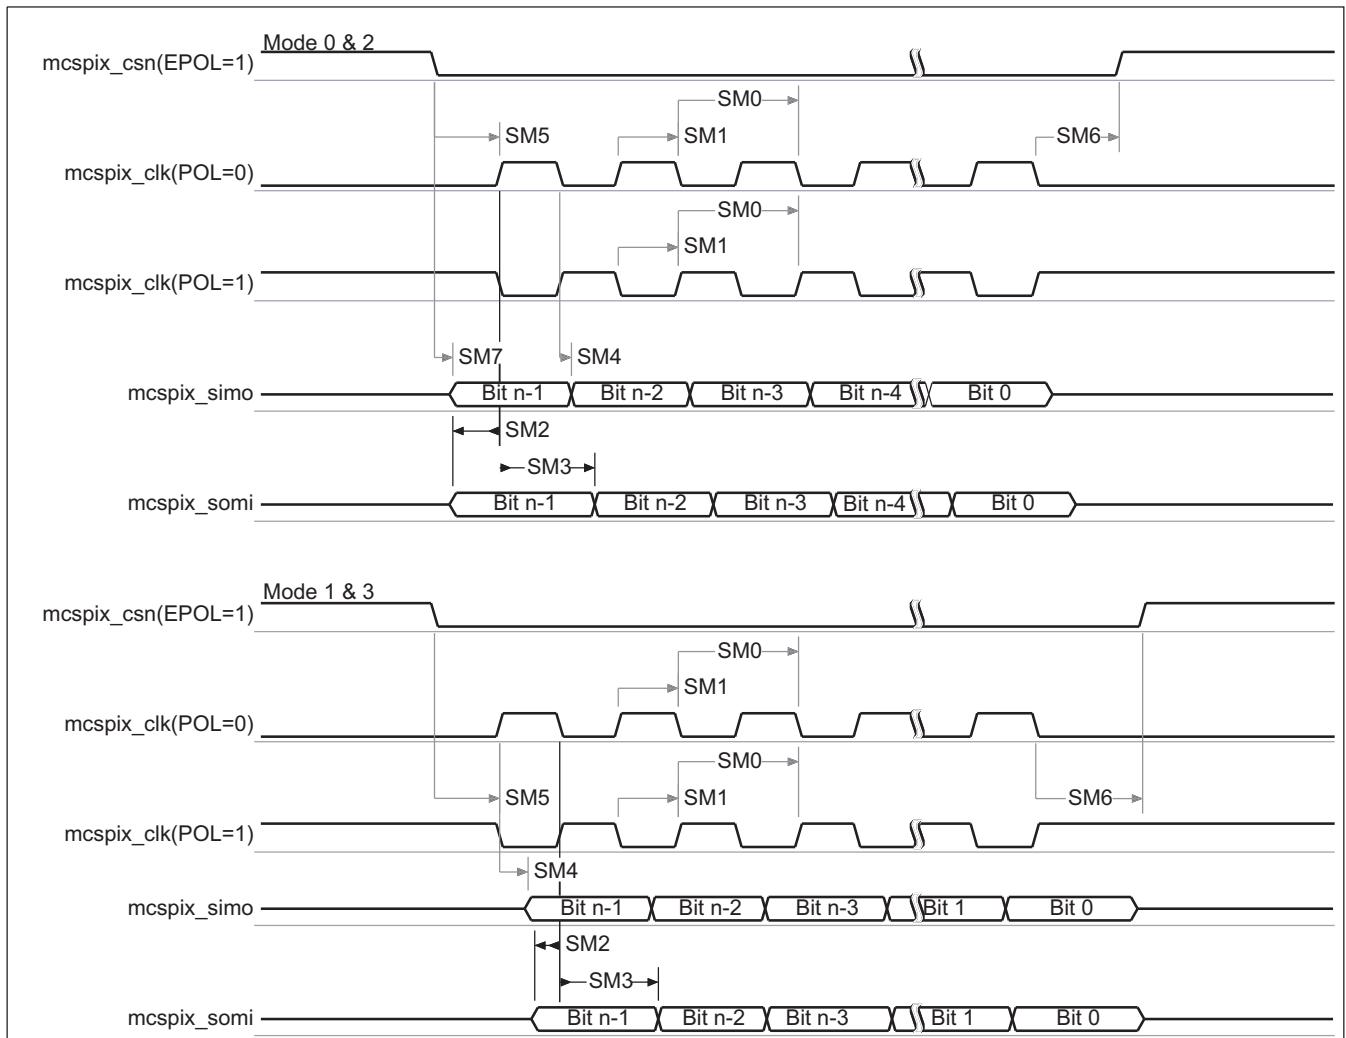 Mode 0 & 2
mcspix_csn(EPOL=1)
SM0
SM5
SM1
SM6
mcspix_clk(POL=0)
SM0
SM1
mcspix_clk(POL=1)
SM7
SM4
mcspix_simo
Bit n-1
Bit n-2
Bit n-3
Bit n-4
Bit 0
SM2
SM3
mcspix_somi
Bit n-1
Bit n-2
Bit n-3
Bit n-4
Bit 0
Mode 1 & 3
mcspix_csn(EPOL=1)
SM0
SM1
mcspix_clk(POL=0)
SM0
SM5
SM1
SM6
mcspix_clk(POL=1)
SM4
mcspix_simo
Bit n-1
Bit n-2
Bit n-3
Bit 1
Bit 0
SM2
SM3
mcspix_somi
Bit n-1
Bit n-2
Bit n-3
Bit 1
Bit 0